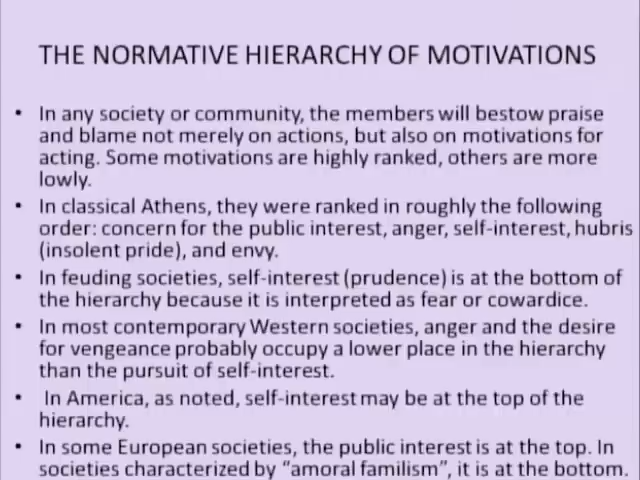 THE NORMATIVE HIERARCHY OF MOTIVATIONS
• In any society or community, the members will bestow praise
and blame not merely on actions, but also on motivations for
acting. Some motivations are highly ranked, others are more
lowly.
• In classical Athens, they were ranked in roughly the following
order: concern for the public interest, anger, self-interest, hubris
(insolent pride), and envy.
• In feuding societies, self-interest (prudence) is at the bottom of
the hierarchy because it is interpreted as fear or cowardice.
• In most contemporary Western societies, anger and the desire
for vengeance probably occupy a lower place in the hierarchy
than the pursuit of self-interest.
• In America, as noted, self-interest may be at the top of the
hierarchy.
• In some European societies, the public interest is at the top. In
societies characterized by “amoral familism”, it is at the bottom.